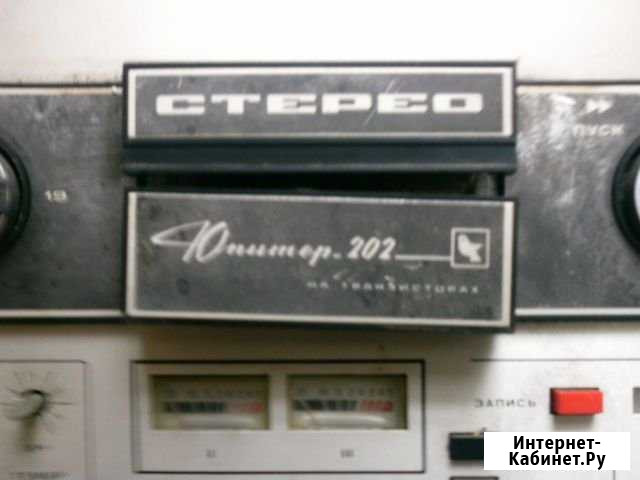 СТЕРЕО
19
ПУСК
Юпитер-202
НА ТРАНЗИСТОРАХ
ЗАПИСЬ
Интернет-
Кабинет.Ру